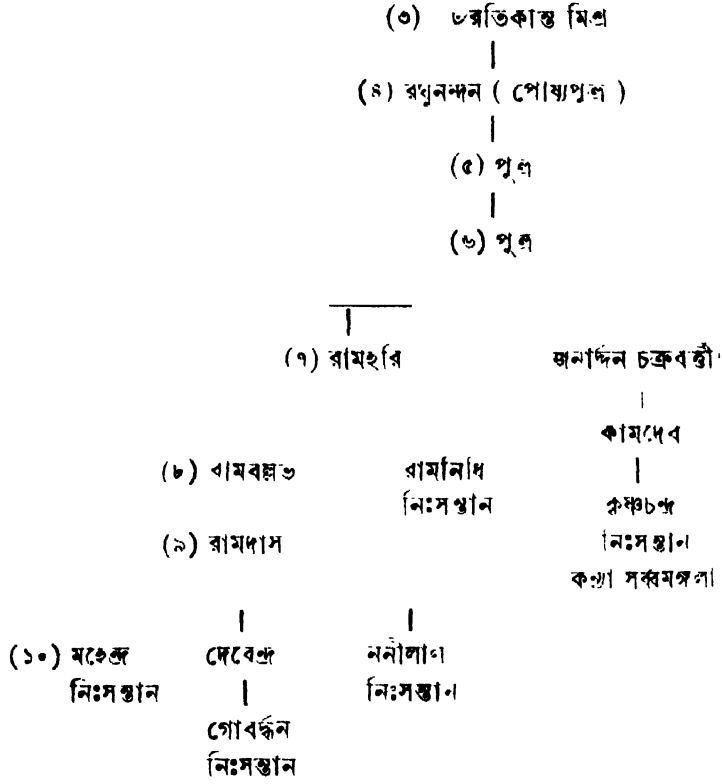 (৩) ৺রতিকান্ত মিশ্র
(৪) রঘুনন্দন ( পোষ্যপুত্র )
(৫) পুত্র
(৬) পুত্র
(৭) রামহরি জনার্দ্দন চক্রবর্ত্তী
কামদেব
(৮) রামবল্লভ রামনিধি
নিঃসন্তান কৃষ্ণচন্দ্র
(৯) রামদাস নিঃসন্তান
কন্যা সর্ব্বমঙ্গলা
(১০) মহেন্দ্র দেবেন্দ্র ননীলাল
নিঃসন্তান নিঃসন্তান
গোবর্দ্ধন
নিঃসন্তান